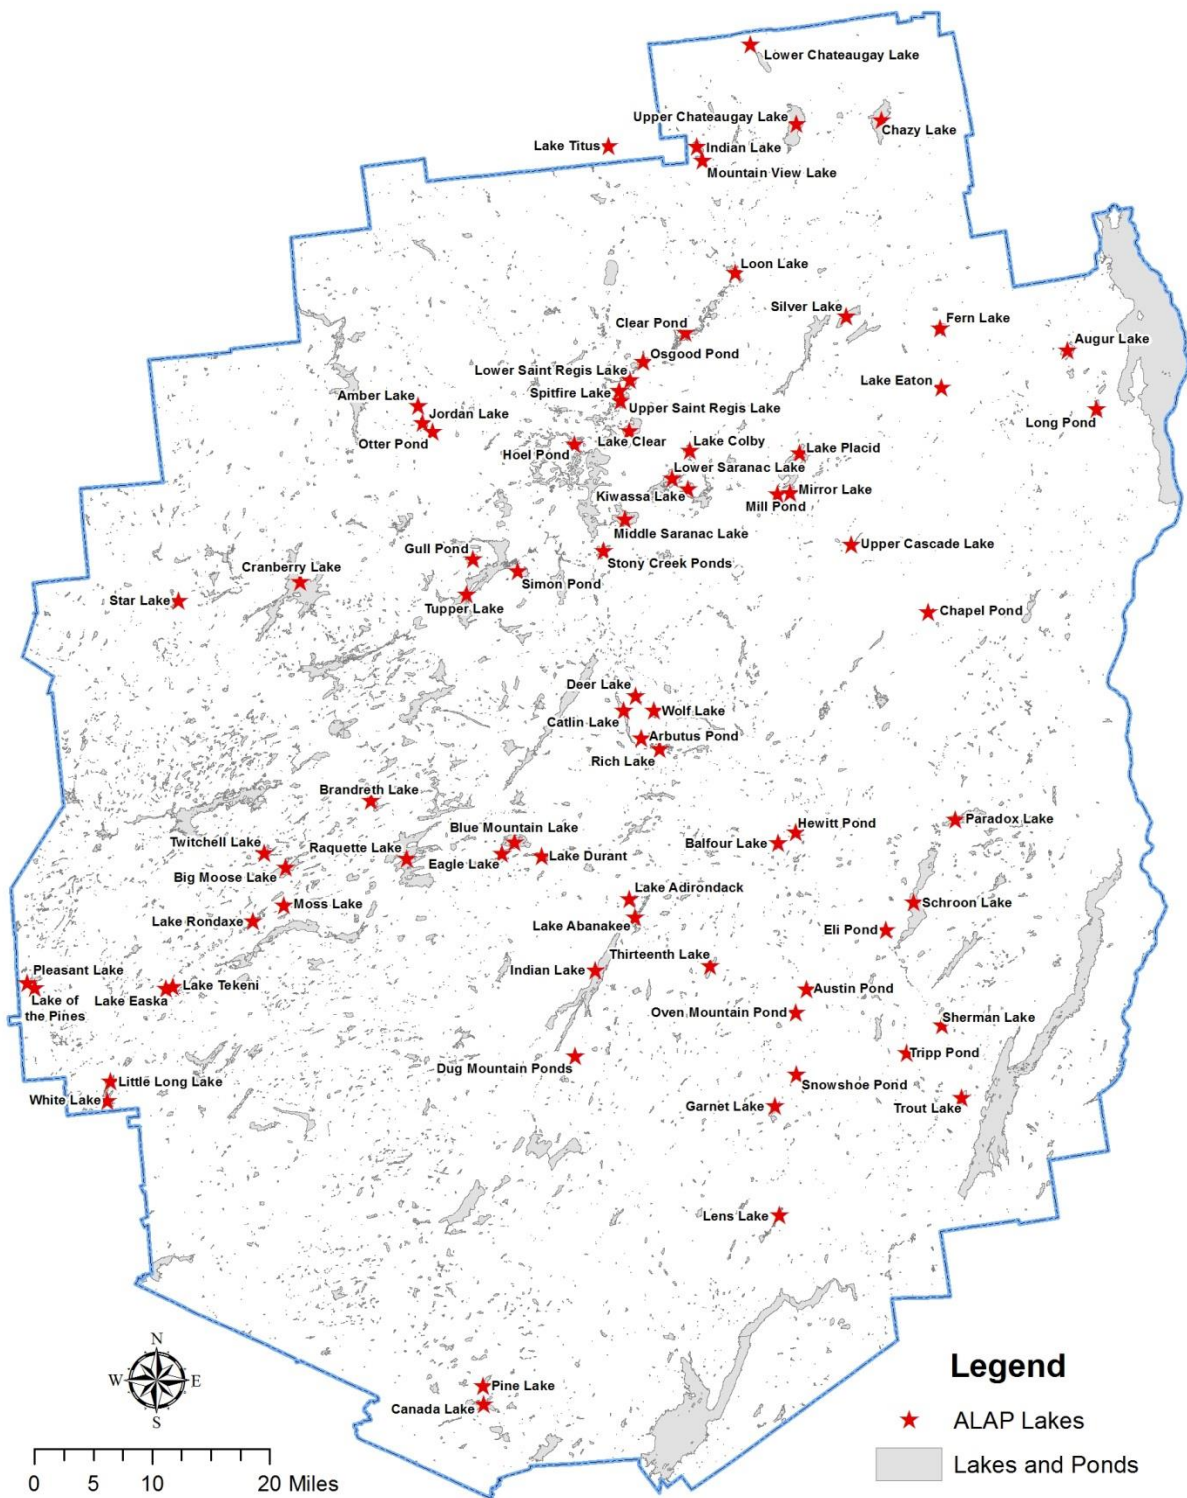 Lower Chateaugay Lake
Upper Chateaugay Lake
Chazy Lake
Lake Titus
Indian Lake
Mountain View Lake
Loon Lake
Silver Lake
Fern Lake
Clear Pond
Augur Lake
Osgood Pond
Lower Saint Regis Lake
Lake Eaton
Spitfire Lake
Amber Lake
Upper Saint Regis Lake
Jordan Lake
Long Pond
Otter Pond
Lake Clear
Lake Colby
Hoel Pond
Lake Placid
Lower Saranac Lake
Kiwassa Lake
Mirror Lake
Mill Pond
Middle Saranac Lake
Upper Cascade Lake
Gull Pond
Stony Creek Ponds
Cranberry Lake
Simon Pond
Star Lake
Tupper Lake
Chapel Pond
Deer Lake
Catlin Lake
Wolf Lake
Arbutus Pond
Rich Lake
Brandreth Lake
Paradox Lake
Hewitt Pond
Blue Mountain Lake
Twitchell Lake
Raquette Lake
Balfour Lake
Eagle Lake
Lake Durant
Big Moose Lake
Lake Adirondack
Moss Lake
Schroon Lake
Lake Rondaxe
Lake Abanakee
Eli Pond
Thirteenth Lake
Pleasant Lake
Indian Lake
Lake Tekeni
Lake of
the Pines
Lake Easka
Austin Pond
Oven Mountain Pond
Sherman Lake
Tripp Pond
Dug Mountain Ponds
Little Long Lake
Snowshoe Pond
White Lake
Garnet Lake
Trout Lake
Lens Lake
Pine Lake
Canada Lake
N
W E
S
0 5 10 20 Miles
Legend
ALAP Lakes
Lakes and Ponds